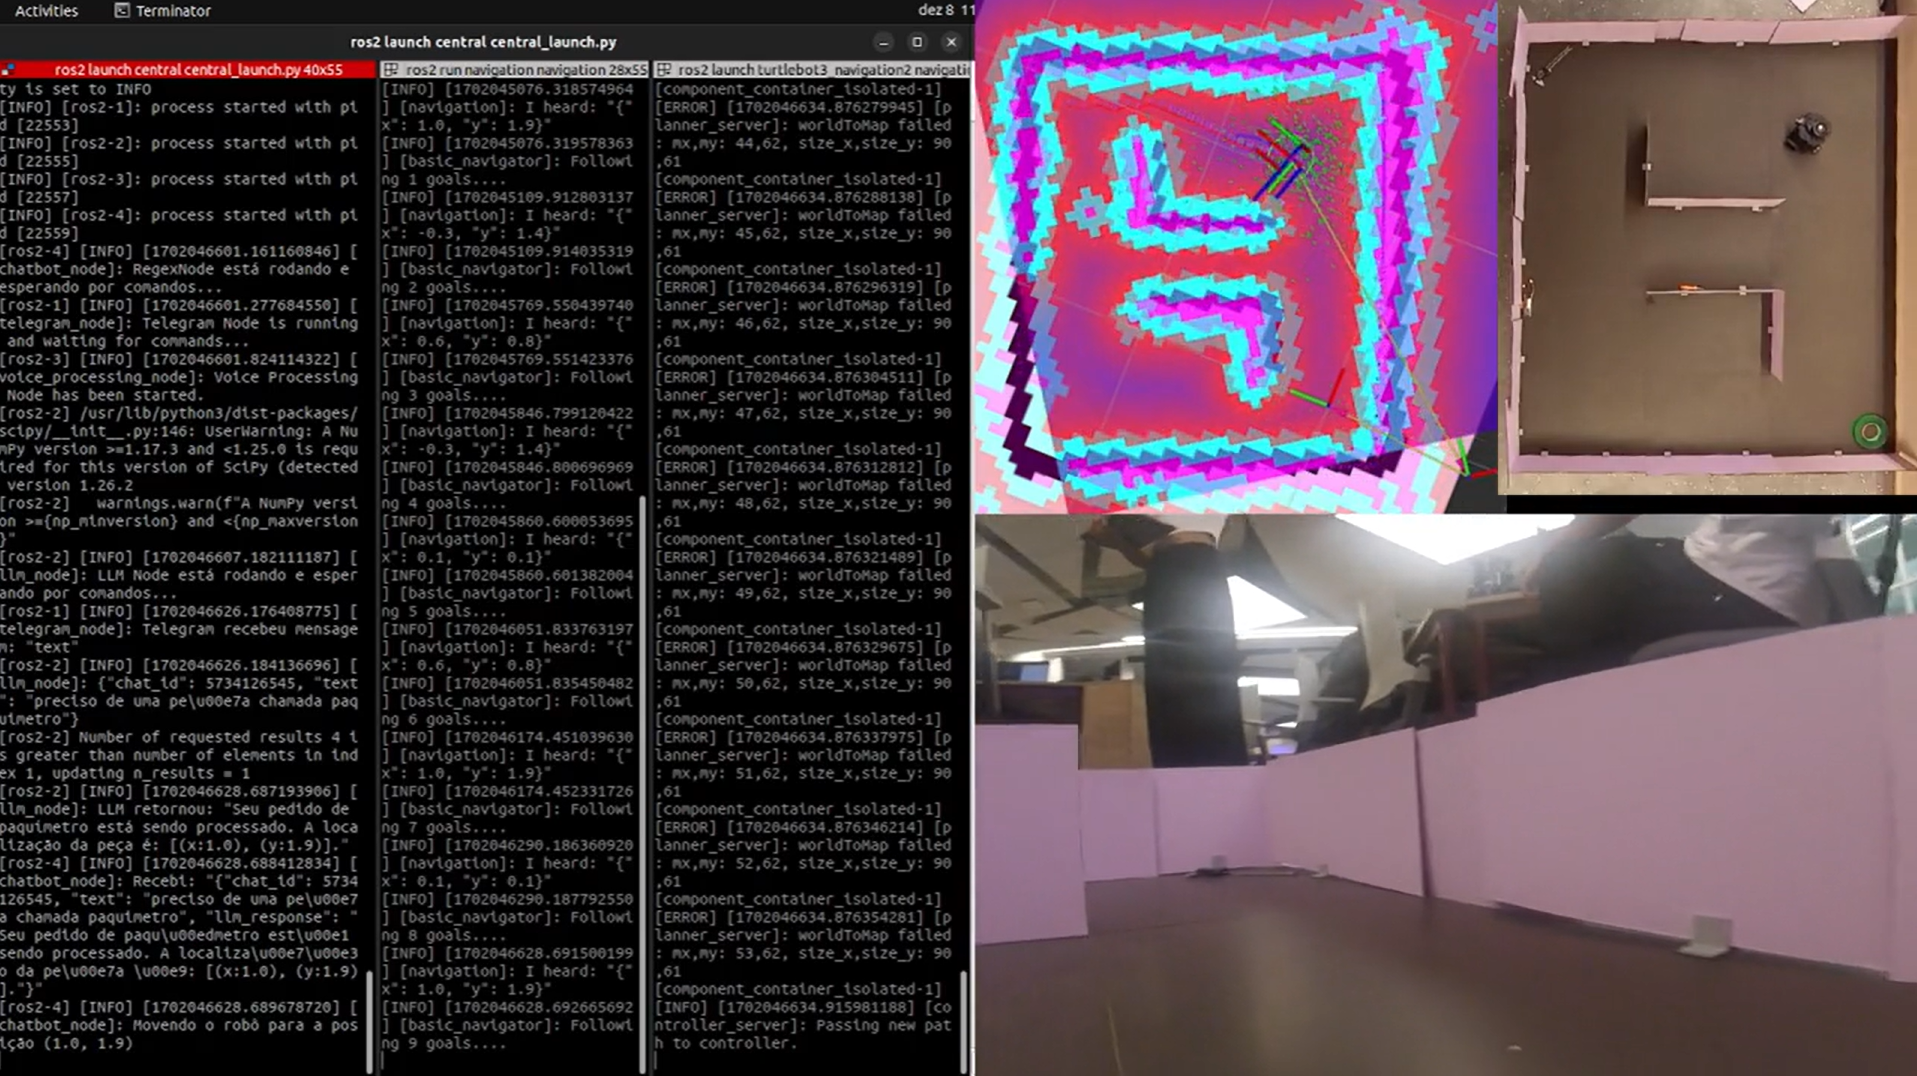 Activities
Terminator
dez 8 11
ros2 launch central central_launch.py
ros2 launch central central_launch.py 40x55
ty is set to INFO
[INFO] [ros2-1]: process started with pi
d [22553]
[INFO] [ros2-2]: process started with pi
d [22555]
[INFO] [ros2-3]: process started with pi
d [22557]
[INFO] [ros2-4]: process started with pi
d [22559]
[ros2-4] [INFO] [1702046601.161160846] [
chatbot_node]: RegexNode está rodando e
esperando por comandos...
[ros2-1] [INFO] [1702046601.277684550] [
telegram_node]: Telegram Node is running
and waiting for commands...
[ros2-3] [INFO] [1702046601.824114322] [
voice_processing_node]: Voice Processing
Node has been started.
[ros2-2] /usr/lib/python3/dist-packages/
scipy/__init__.py:146: UserWarning: A Nu
mPy version >=1.17.3 and <1.25.0 is requ
ired for this version of SciPy (detected
version 1.26.2
[ros2-2]   warnings.warn(f"A NumPy versi
on >={np_minversion} and <{np_maxversion
}"
[ros2-2] [INFO] [1702046607.182111187] [
llm_node]: LLM Node está rodando e esper
ando por comandos...
[ros2-1] [INFO] [1702046626.176408775] [
telegram_node]: Telegram recebeu mensage
m: "text"
[ros2-2] [INFO] [1702046626.184136696] [
llm_node]: {"chat_id": 5734126545, "text
": "preciso de uma pe\u00e7a chamada paq
uimetro"}
[ros2-2] Number of requested results 4 i
s greater than number of elements in ind
ex 1, updating n_results = 1
[ros2-2] [INFO] [1702046628.687193906] [
llm_node]: LLM retornou: "Seu pedido de
paquímetro está sendo processado. A loca
lização da peça é: [(x:1.0), (y:1.9)]."
[ros2-4] [INFO] [1702046628.688412834] [
chatbot_node]: Recebi: "{"chat_id": 5734
126545, "text": "preciso de uma pe\u00e7
a chamada paquimetro", "llm_response": "
Seu pedido de paqu\u00edmetro est\u00e1
sendo processado. A localiza\u00e7\u00e3
o da pe\u00e7a \u00e9: [(x:1.0), (y:1.9)
]."}"
[ros2-4] [INFO] [1702046628.689678720] [
chatbot_node]: Movendo o robô para a pos
ição (1.0, 1.9)
ros2 run navigation navigation 28x55
[INFO] [1702045076.318574964
] [navigation]: I heard: "{"
x": 1.0, "y": 1.9}"
[INFO] [1702045076.319578363
] [basic_navigator]: Followi
ng 1 goals....
[INFO] [1702045109.912803137
] [navigation]: I heard: "{"
x": -0.3, "y": 1.4}"
[INFO] [1702045109.914035319
] [basic_navigator]: Followi
ng 2 goals....
[INFO] [1702045769.550439740
] [navigation]: I heard: "{"
x": 0.6, "y": 0.8}"
[INFO] [1702045769.551423376
] [basic_navigator]: Followi
ng 3 goals....
[INFO] [1702045846.799120422
] [navigation]: I heard: "{"
x": -0.3, "y": 1.4}"
[INFO] [1702045846.800696969
] [basic_navigator]: Followi
ng 4 goals....
[INFO] [1702045860.600053695
] [navigation]: I heard: "{"
x": 0.1, "y": 0.1}"
[INFO] [1702045860.601382004
] [basic_navigator]: Followi
ng 5 goals....
[INFO] [1702046051.833763197
] [navigation]: I heard: "{"
x": 0.6, "y": 0.8}"
[INFO] [1702046051.835450482
] [basic_navigator]: Followi
ng 6 goals....
[INFO] [1702046174.451039630
] [navigation]: I heard: "{"
x": 1.0, "y": 1.9}"
[INFO] [1702046174.452331726
] [basic_navigator]: Followi
ng 7 goals....
[INFO] [1702046290.186360920
] [navigation]: I heard: "{"
x": 0.1, "y": 0.1}"
[INFO] [1702046290.187792550
] [basic_navigator]: Followi
ng 8 goals....
[INFO] [1702046628.691500199
] [navigation]: I heard: "{"
x": 1.0, "y": 1.9}"
[INFO] [1702046628.692665692
] [basic_navigator]: Followi
ng 9 goals....
ros2 launch turtlebot3_navigation2 navigati
[component_container_isolated-1]
[ERROR] [1702046634.876279945] [p
lanner_server]: worldToMap failed
: mx,my: 44,62, size_x,size_y: 90
,61
[component_container_isolated-1]
[ERROR] [1702046634.876288138] [p
lanner_server]: worldToMap failed
: mx,my: 45,62, size_x,size_y: 90
,61
[component_container_isolated-1]
[ERROR] [1702046634.876296319] [p
lanner_server]: worldToMap failed
: mx,my: 46,62, size_x,size_y: 90
,61
[component_container_isolated-1]
[ERROR] [1702046634.876304511] [p
lanner_server]: worldToMap failed
: mx,my: 47,62, size_x,size_y: 90
,61
[component_container_isolated-1]
[ERROR] [1702046634.876312812] [p
lanner_server]: worldToMap failed
: mx,my: 48,62, size_x,size_y: 90
,61
[component_container_isolated-1]
[ERROR] [1702046634.876321489] [p
lanner_server]: worldToMap failed
: mx,my: 49,62, size_x,size_y: 90
,61
[component_container_isolated-1]
[ERROR] [1702046634.876329675] [p
lanner_server]: worldToMap failed
: mx,my: 50,62, size_x,size_y: 90
,61
[component_container_isolated-1]
[ERROR] [1702046634.876337975] [p
lanner_server]: worldToMap failed
: mx,my: 51,62, size_x,size_y: 90
,61
[component_container_isolated-1]
[ERROR] [1702046634.876346214] [p
lanner_server]: worldToMap failed
: mx,my: 52,62, size_x,size_y: 90
,61
[component_container_isolated-1]
[ERROR] [1702046634.876354281] [p
lanner_server]: worldToMap failed
: mx,my: 53,62, size_x,size_y: 90
,61
[component_container_isolated-1]
[INFO] [1702046634.915981188] [co
ntroller_server]: Passing new pat
h to controller.